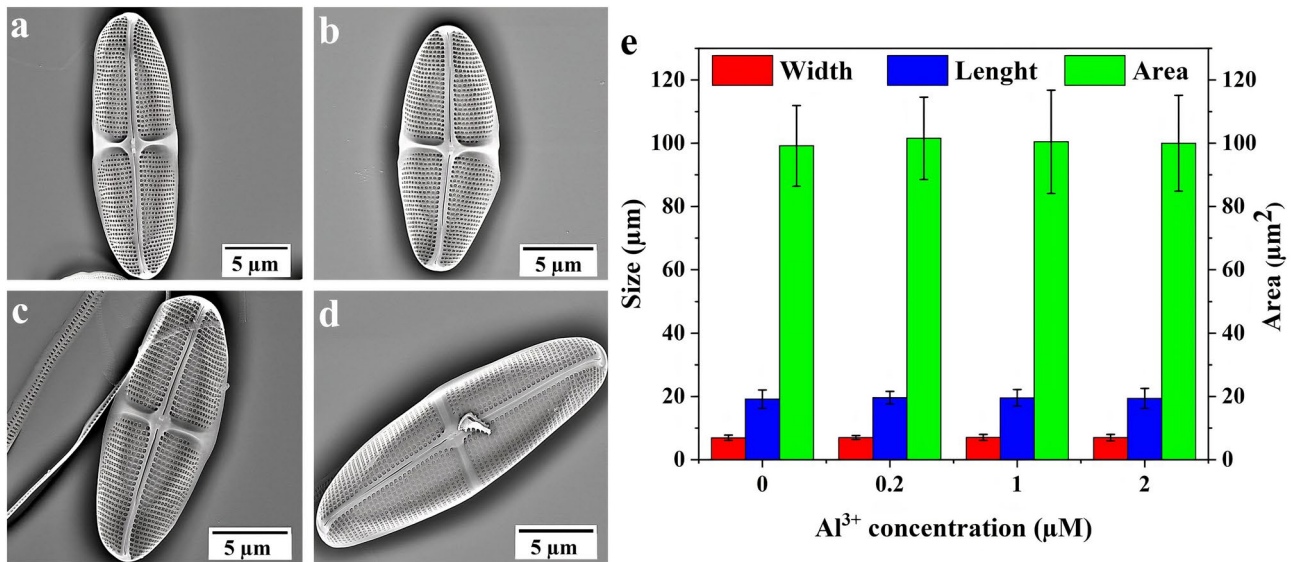 a
5 µm
b
5 µm
c
5 µm
d
5 µm
e
Width Lenght Area
120
100
80
60
40
20
0
Size (µm)
120
100
80
60
40
20
0
Area (µm²)
0 0.2 1 2
Al³⁺ concentration (µM)